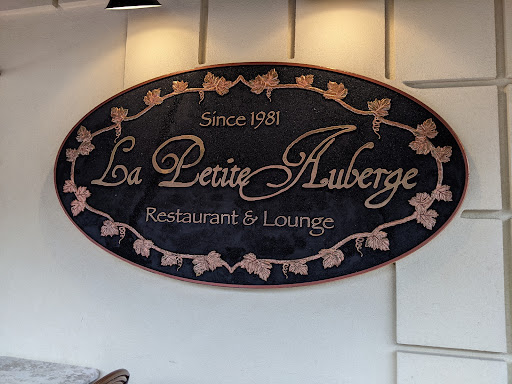 Since 1981
La Petite Auberge
Restaurant & Lounge